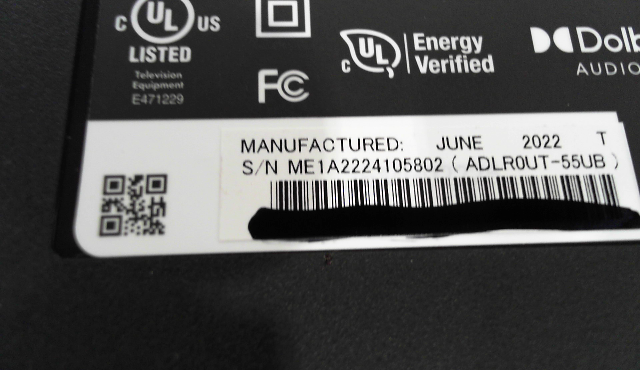 C UL US
LISTED
Television
Equipment
E471229
FC
C UL Energy
Verified
Dolb
AUDIO
MANUFACTURED: JUNE 2022 T
S/N ME1A2224105802 ( ADLR0UT-55UB )